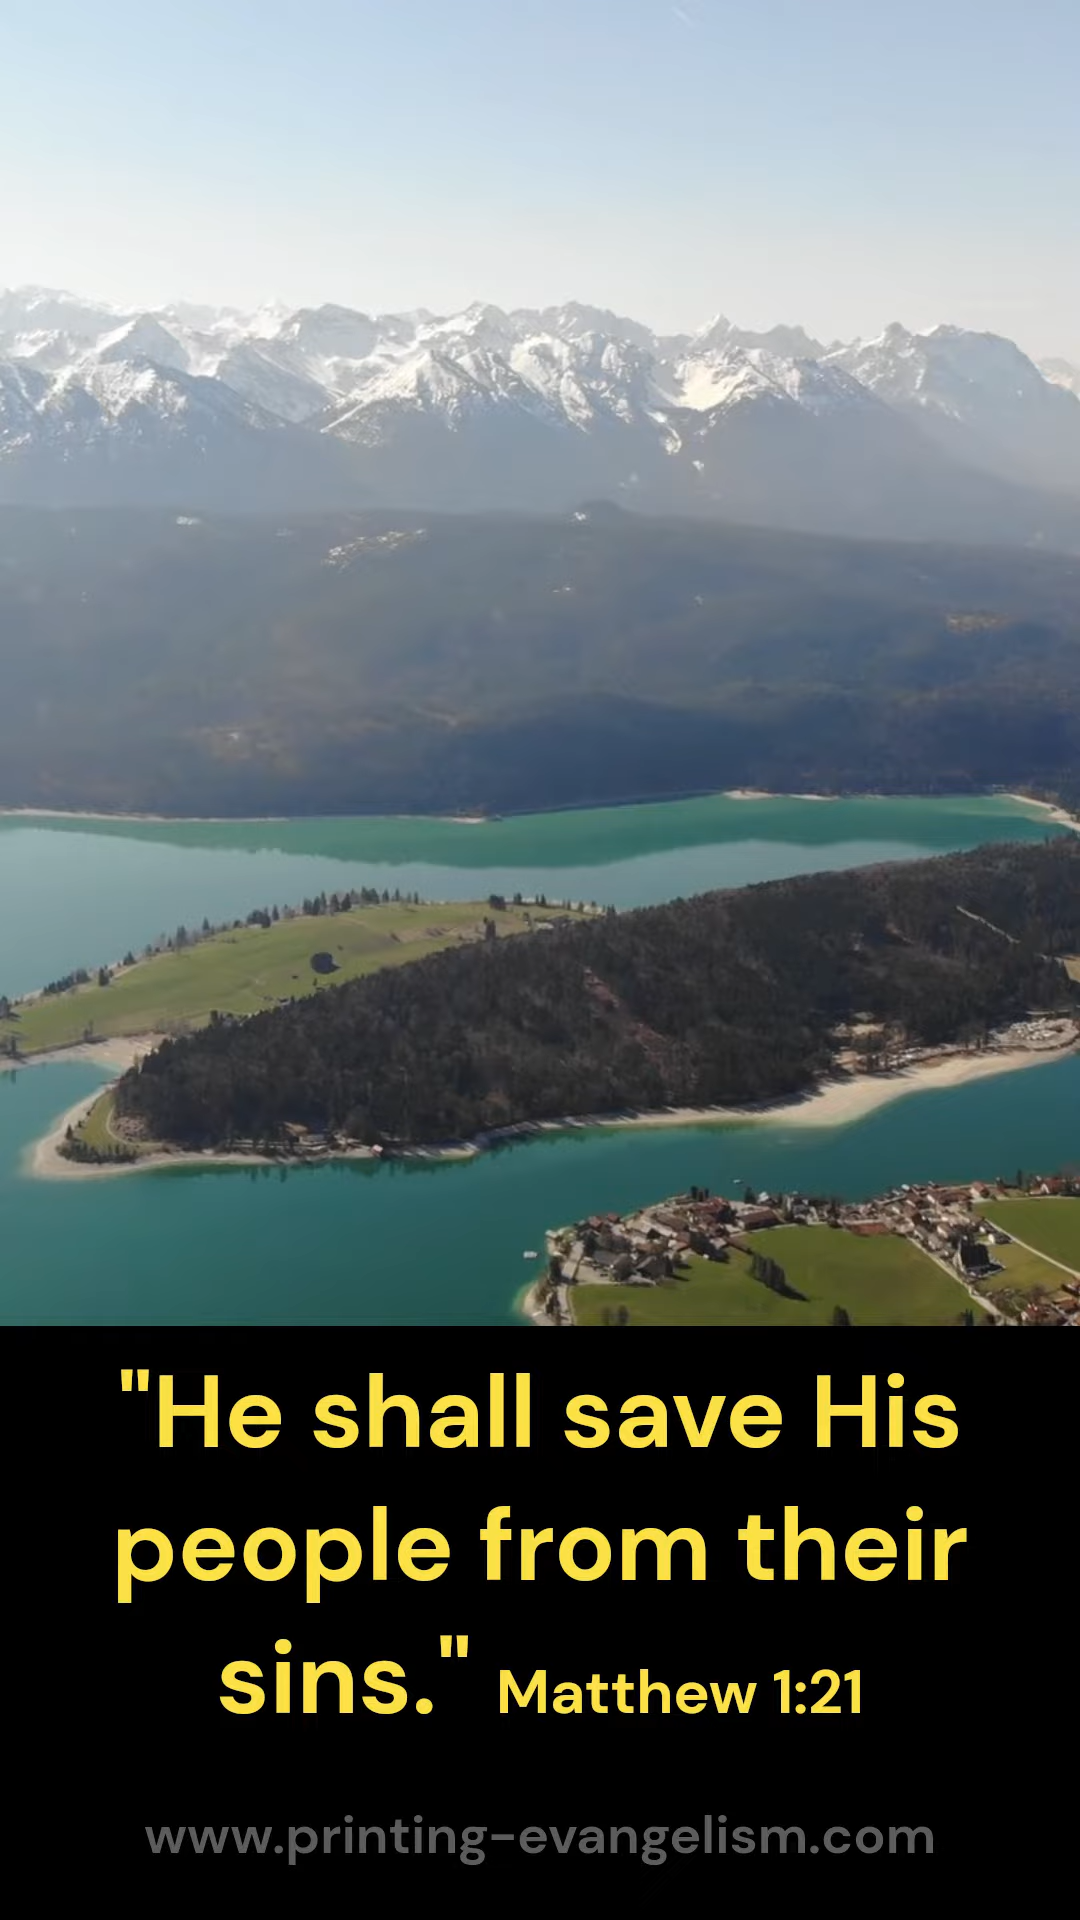 "He shall save His
people from their
sins." Matthew 1:21
www.printing-evangelism.com